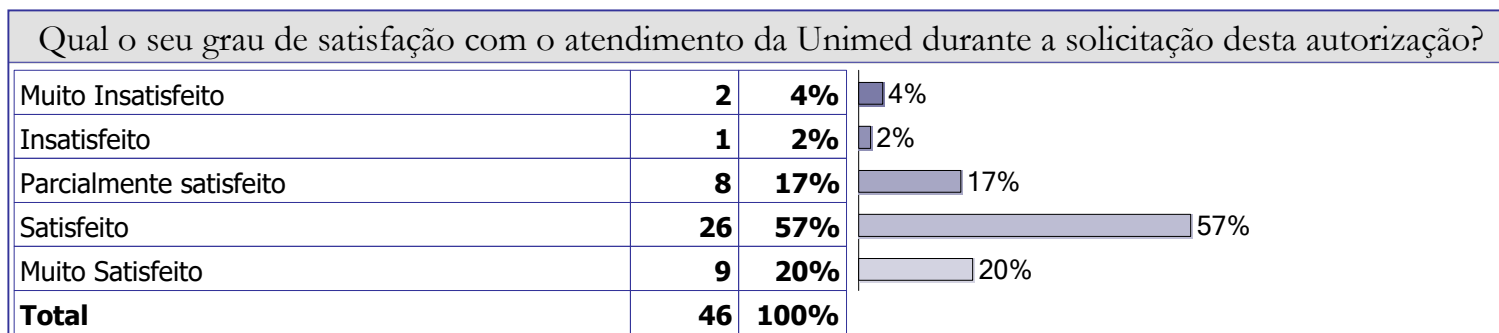 Qual o seu grau de satisfação com o atendimento da Unimed durante a solicitação desta autorização?
Muito Insatisfeito 2 4% 4%
Insatisfeito 1 2% 2%
Parcialmente satisfeito 8 17% 17%
Satisfeito 26 57% 57%
Muito Satisfeito 9 20% 20%
Total 46 100%